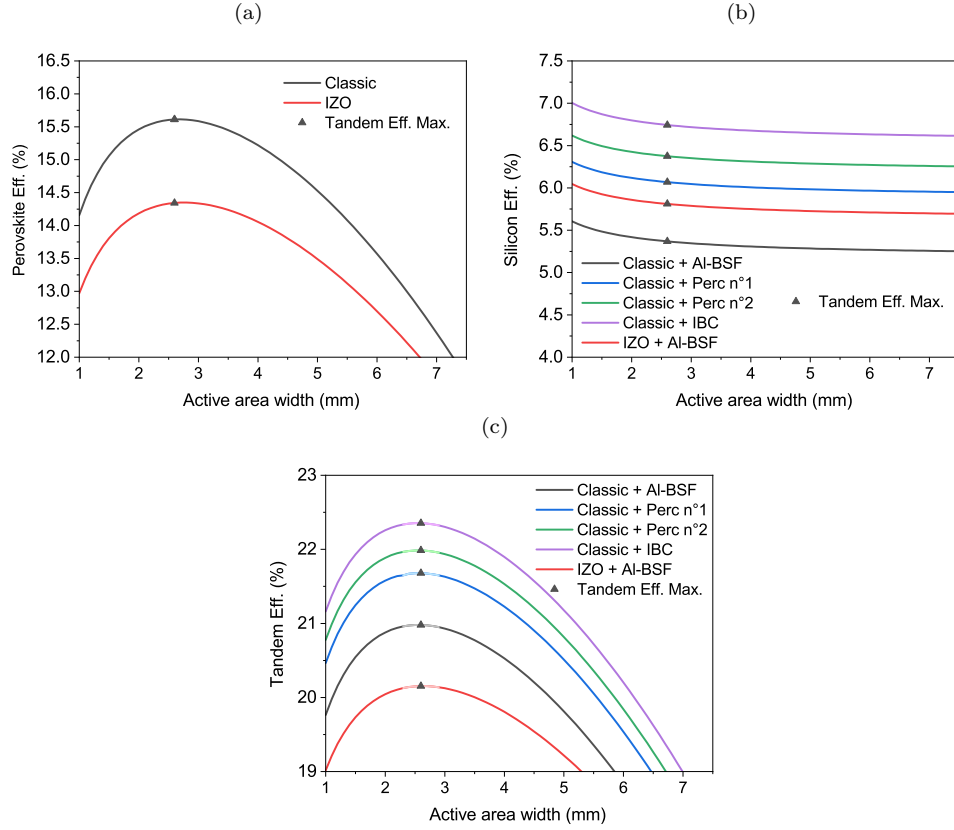 (a)
16.5
16.0
15.5
15.0
14.5
14.0
13.5
13.0
12.5
12.0
Perovskite Eff. (%)
Classic
IZO
Tandem Eff. Max.
1 2 3 4 5 6 7
Active area width (mm)
(b)
7.5
7.0
6.5
6.0
5.5
5.0
4.5
4.0
Silicon Eff. (%)
Classic + Al-BSF
Classic + Perc n°1
Classic + Perc n°2
Classic + IBC
IZO + Al-BSF
Tandem Eff. Max.
1 2 3 4 5 6 7
Active area width (mm)
(c)
23
22
21
20
19
Tandem Eff. (%)
Classic + Al-BSF
Classic + Perc n°1
Classic + Perc n°2
Classic + IBC
IZO + Al-BSF
Tandem Eff. Max.
1 2 3 4 5 6 7
Active area width (mm)